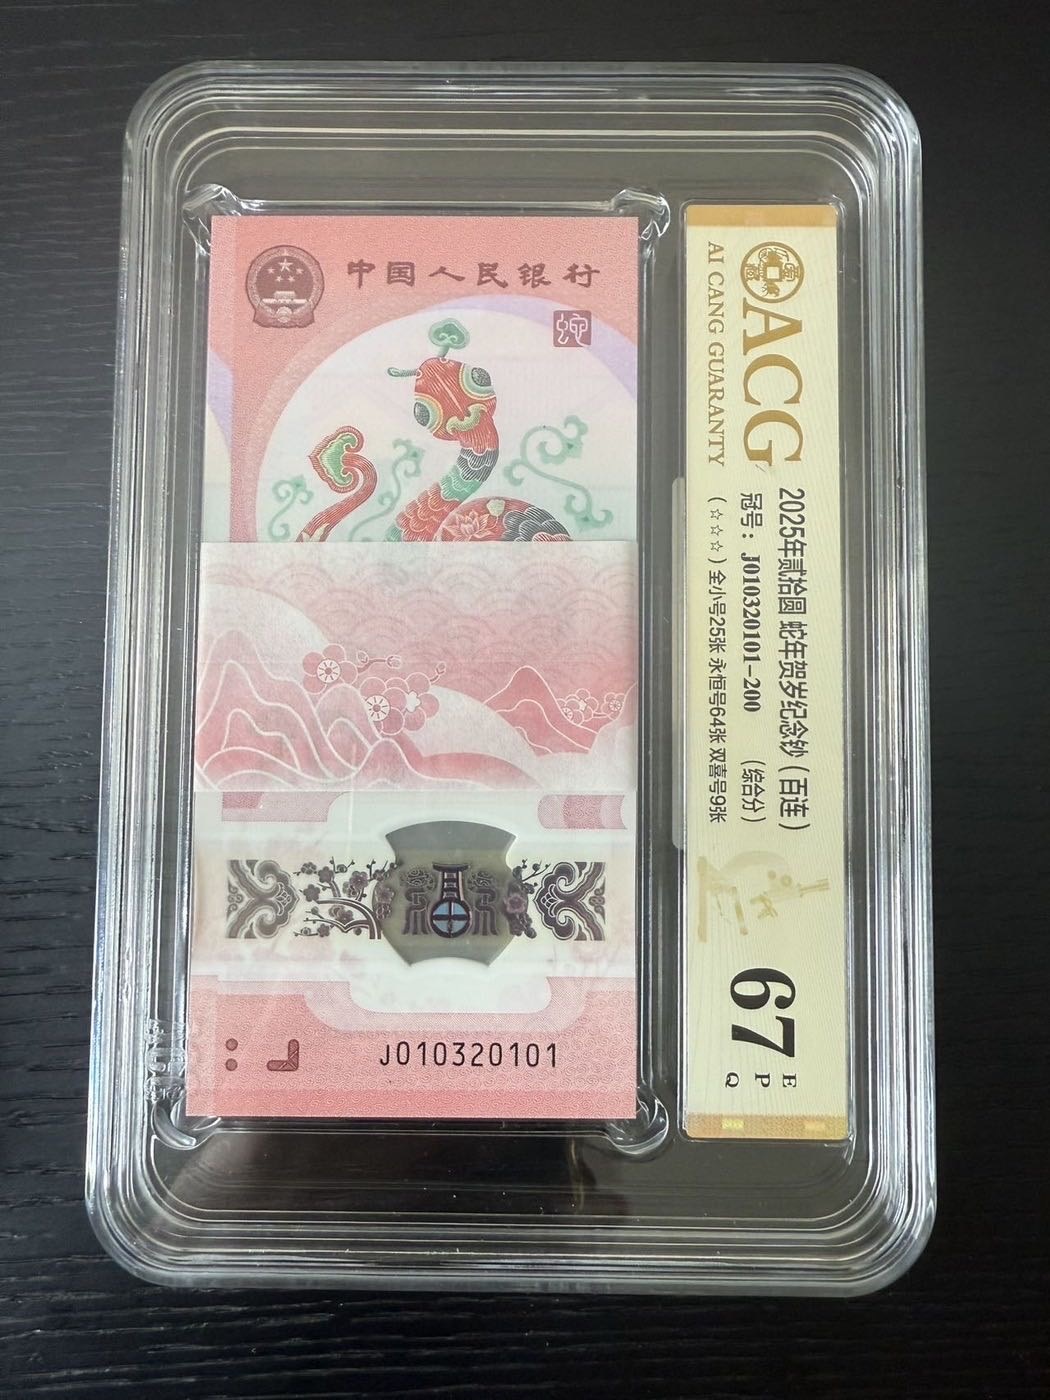 中国人民银行
蛇
J010320101
ACG
AI CANG GUARANTY
2025年贰拾圆 蛇年贺岁纪念钞（百连）
冠号：J010320101-200 （综合分）
（☆☆☆）全小号25张 永恒号64张 双喜号9张
67
E
P
Q